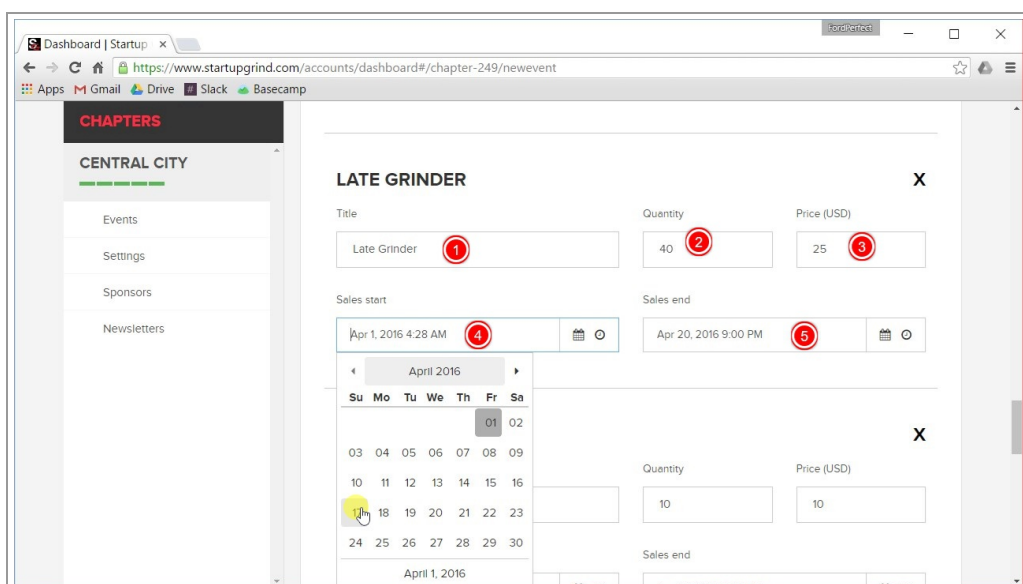 FordPerfect
Dashboard | Startup
https://www.startupgrind.com/accounts/dashboard#/chapter-249/newevent
Apps Gmail Drive Slack Basecamp
CHAPTERS
CENTRAL CITY
Events
Settings
Sponsors
Newsletters
LATE GRINDER X
Title Quantity Price (USD)
Late Grinder 1 40 2 25 3
Sales start Sales end
Apr 1, 2016 4:28 AM 4 Apr 20, 2016 9:00 PM 5
April 2016
Su Mo Tu We Th Fr Sa
01 02
03 04 05 06 07 08 09
10 11 12 13 14 15 16
17 18 19 20 21 22 23
24 25 26 27 28 29 30
April 1, 2016
X
Quantity Price (USD)
10 10
Sales end